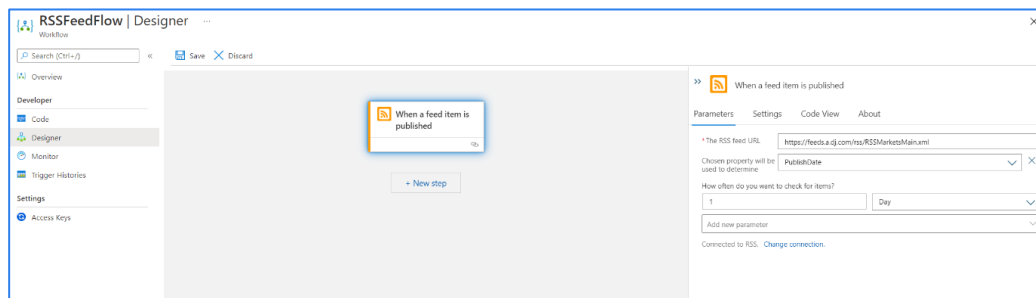 RSSFeedFlow | Designer ...
Workflow
Search (Ctrl+/)
«
Save
Discard
Overview
Developer
Code
Designer
Monitor
Trigger Histories
Settings
Access Keys
When a feed item is
published
+ New step
»
When a feed item is published
Parameters
Settings
Code View
About
* The RSS feed URL
https://feeds.a.dj.com/rss/RSSMarketsMain.xml
Chosen property will be
used to determine
PublishDate
How often do you want to check for items?
1
Day
Add new parameter
Connected to RSS. Change connection.